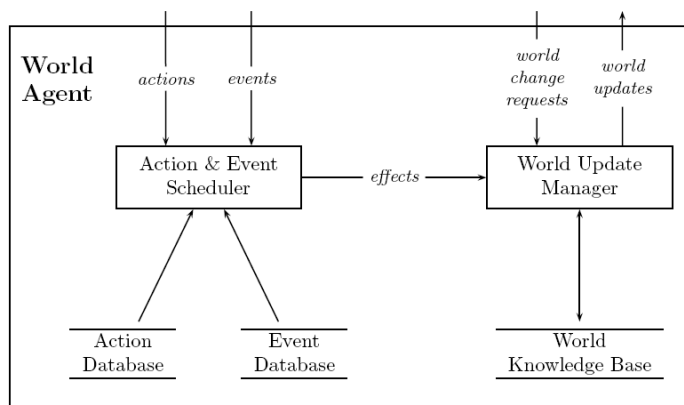 World
Agent
actions
events
world
change
requests
world
updates
Action & Event
Scheduler
effects
World Update
Manager
Action
Database
Event
Database
World
Knowledge Base